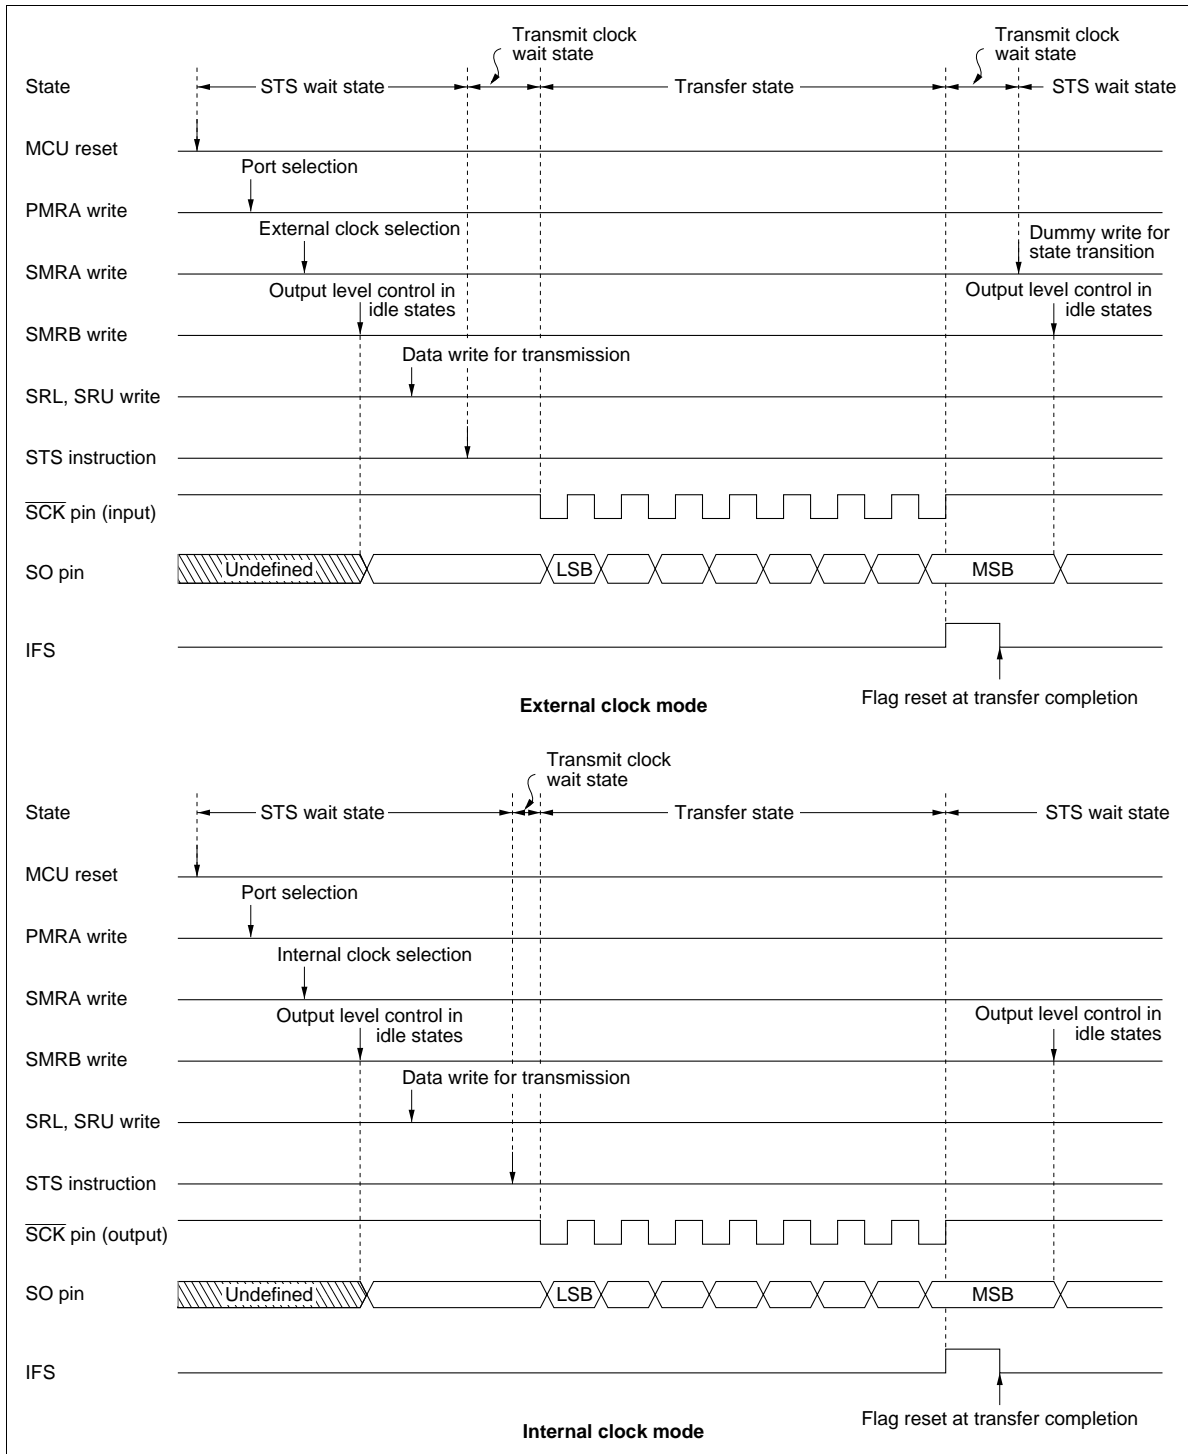 Transmit clock
wait state
Transmit clock
wait state
State
STS wait state
Transfer state
STS wait state
MCU reset
Port selection
PMRA write
External clock selection
Dummy write for
state transition
SMRA write
Output level control in
idle states
Output level control in
idle states
SMRB write
Data write for transmission
SRL, SRU write
STS instruction
SCK pin (input)
SO pin
Undefined
LSB
MSB
IFS
Flag reset at transfer completion
External clock mode
Transmit clock
wait state
State
STS wait state
Transfer state
STS wait state
MCU reset
Port selection
PMRA write
Internal clock selection
SMRA write
Output level control in
idle states
Output level control in
idle states
SMRB write
Data write for transmission
SRL, SRU write
STS instruction
SCK pin (output)
SO pin
Undefined
LSB
MSB
IFS
Flag reset at transfer completion
Internal clock mode